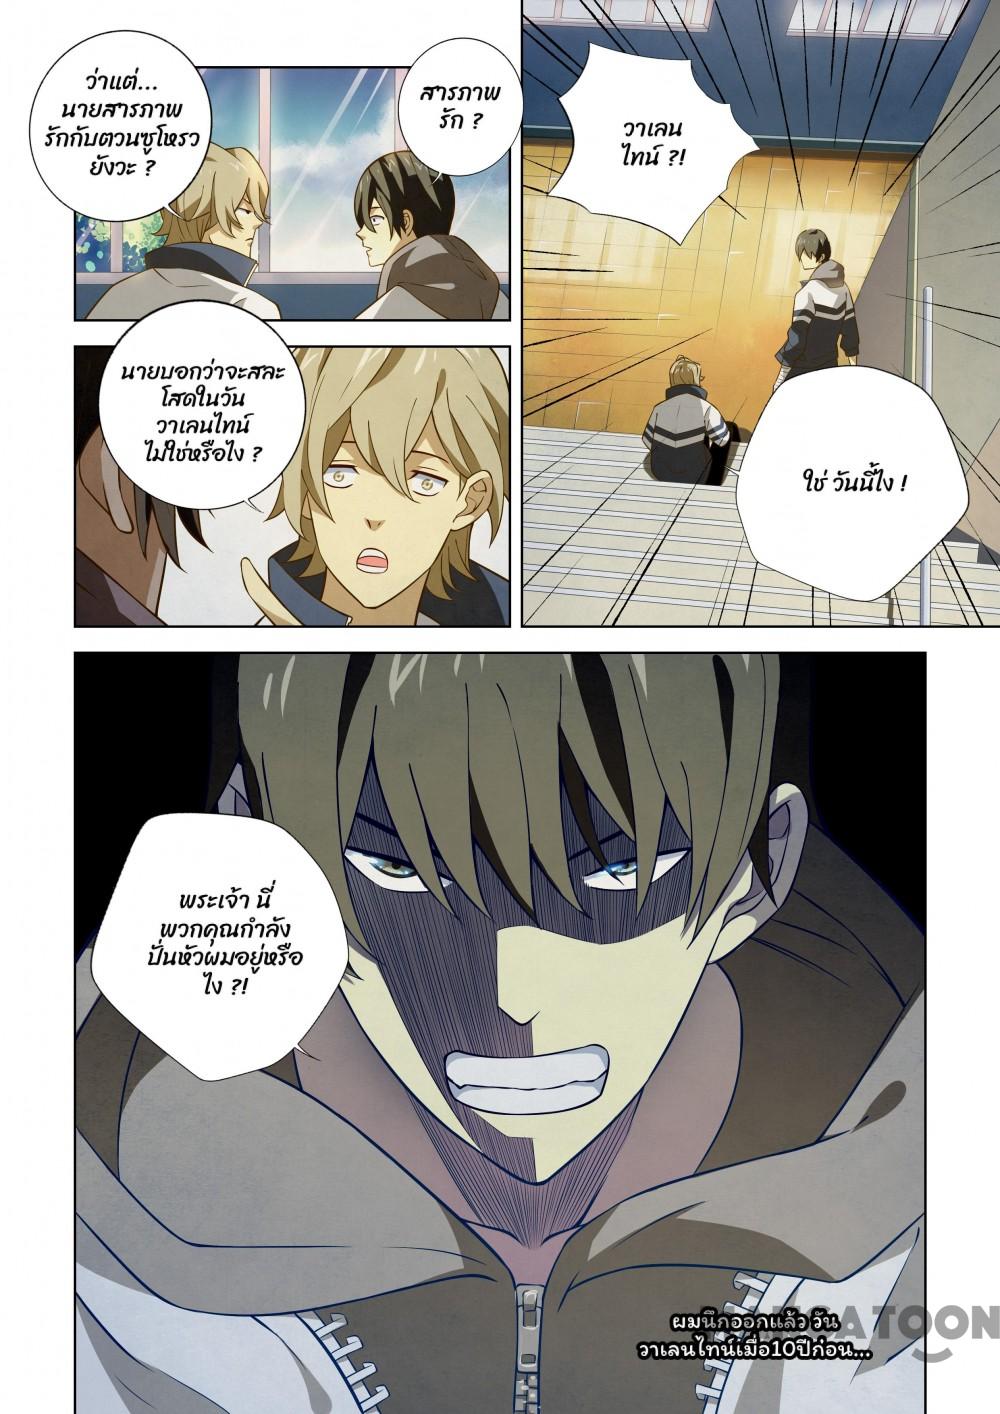 ว่าแต่...
นายสารภาพ
รักกับตวนซูโหรว
ยังวะ ?
สารภาพ
รัก ?
นายบอกว่าจะสละ
โสดในวัน
วาเลนไทน์
ไม่ใช่หรือไง ?
วาเลน
ไทน์ ?!
ใช่ วันนี้ไง !
พระเจ้า นี่
พวกคุณกำลัง
ปั่นหัวผมอยู่หรือ
ไง ?!
ผมนึกออกแล้ว วัน
วาเลนไทน์เมื่อ10ปีก่อน...